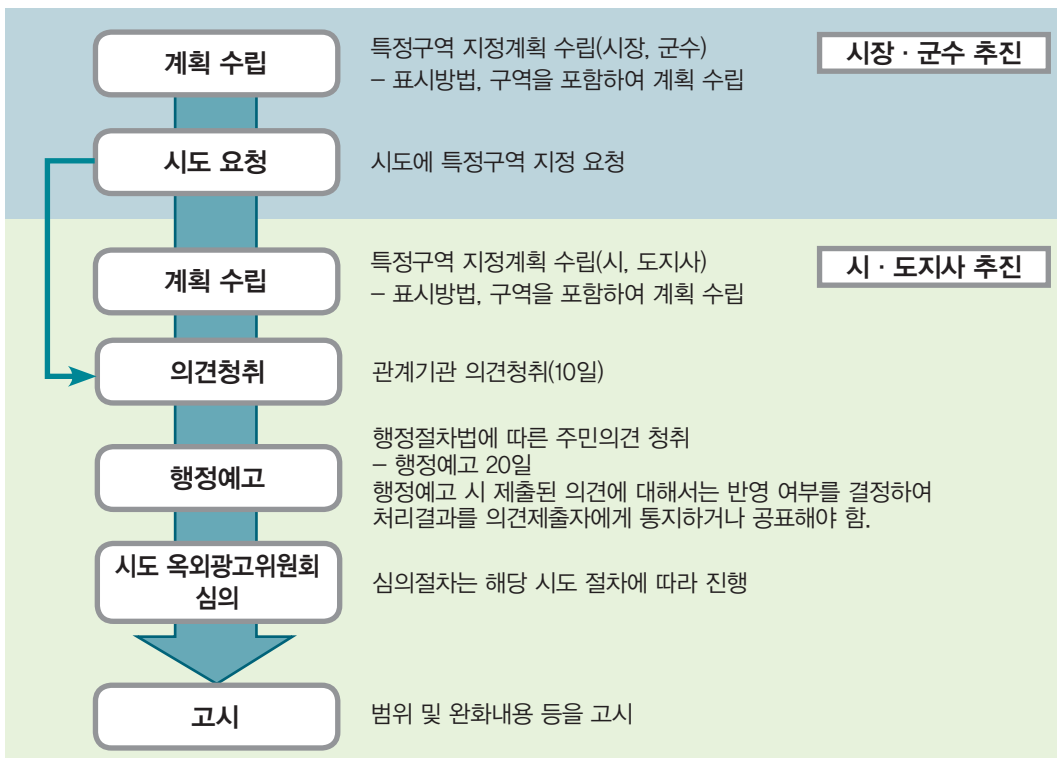 계획 수립
특정구역 지정계획 수립(시장, 군수)
– 표시방법, 구역을 포함하여 계획 수립
시장 · 군수 추진
시도 요청
시도에 특정구역 지정 요청
계획 수립
특정구역 지정계획 수립(시, 도지사)
– 표시방법, 구역을 포함하여 계획 수립
시 · 도지사 추진
의견청취
관계기관 의견청취(10일)
행정예고
행정절차법에 따른 주민의견 청취
– 행정예고 20일
행정예고 시 제출된 의견에 대해서는 반영 여부를 결정하여
처리결과를 의견제출자에게 통지하거나 공표해야 함.
시도 옥외광고위원회
심의
심의절차는 해당 시도 절차에 따라 진행
고시
범위 및 완화내용 등을 고시